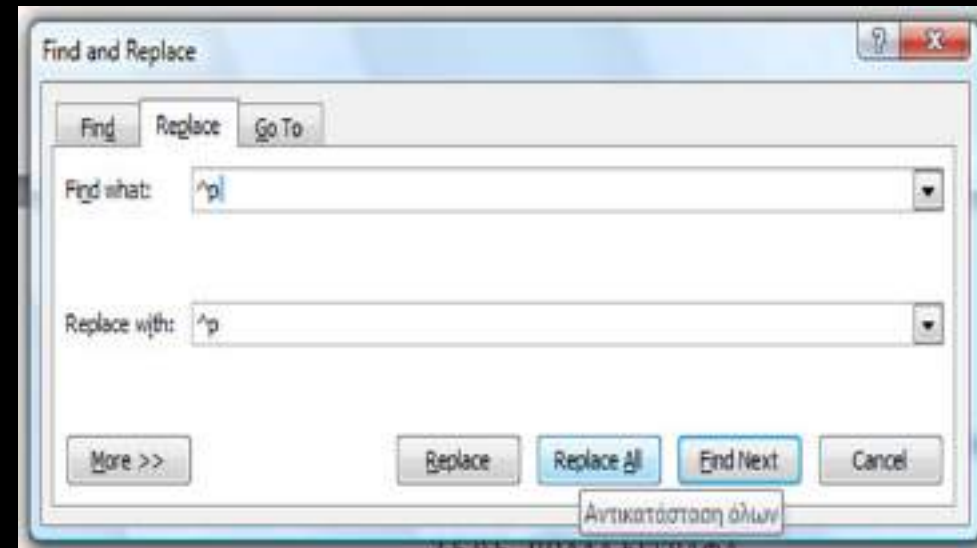 Find and Replace
Find Replace Go To
Find what: ^p
Replace with: ^p
More >> Replace Replace All Find Next Cancel
Αντικατάσταση όλων